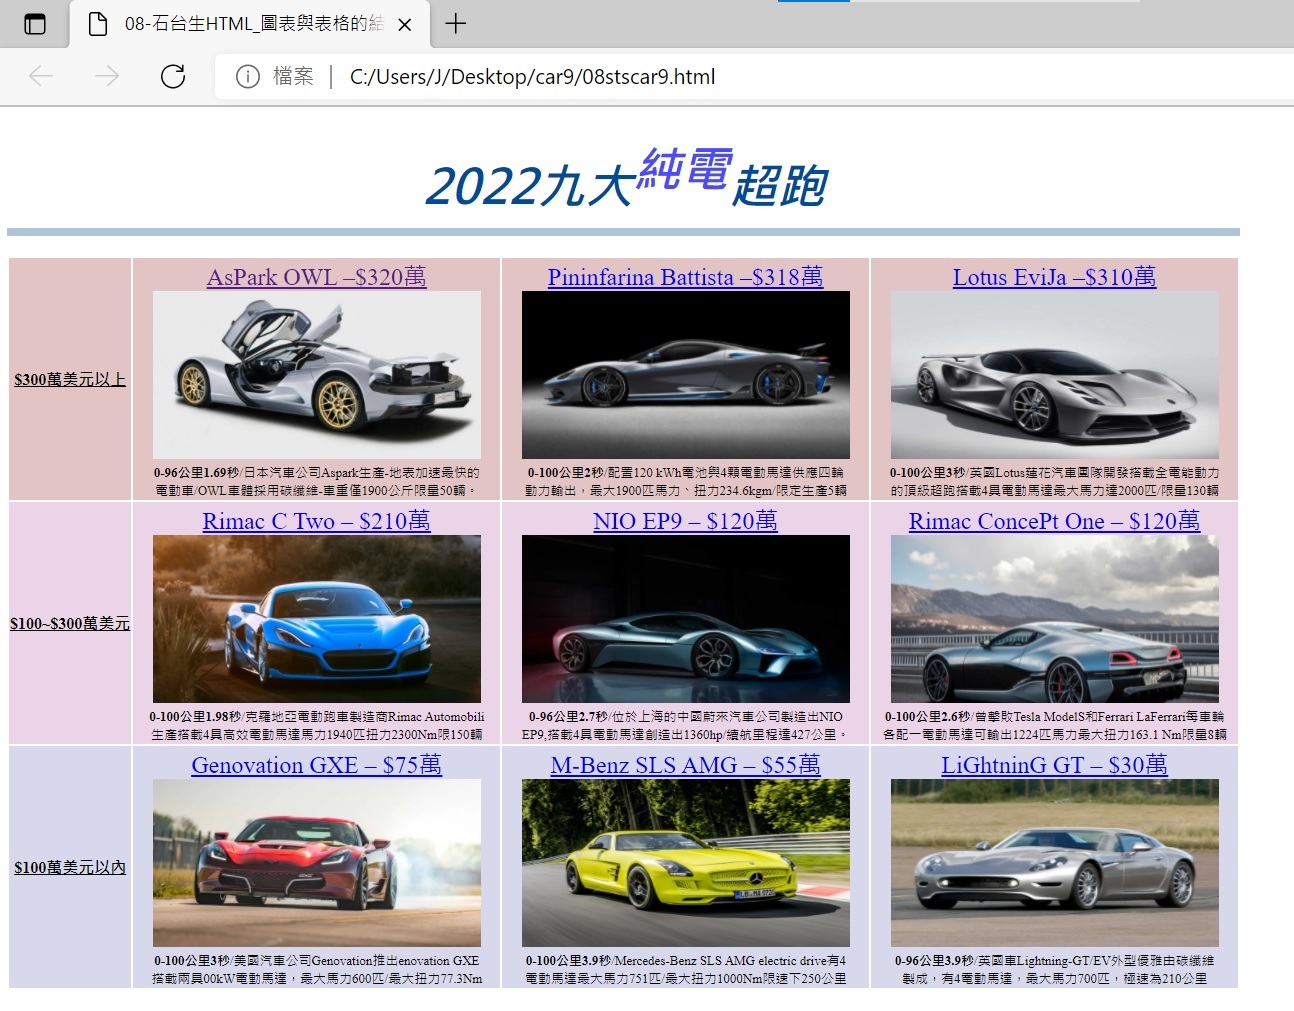 08-石台生HTML_圖表與表格的結
檔案
C:/Users/J/Desktop/car9/08stscar9.html
2022九大純電超跑
$300萬美元以上
AsPark OWL –$320萬
0-96公里1.69秒/日本汽車公司Aspark生產-地表加速最快的
電動車/OWL車體採用碳纖維-車重僅1900公斤限量50輛。
Pininfarina Battista –$318萬
0-100公里2秒/配置120 kWh電池與4顆電動馬達供應四輪
動力輸出，最大1900匹馬力、扭力234.6kgm/限定生產5輛
Lotus EviJa –$310萬
0-100公里3秒/英國Lotus蓮花汽車團隊開發搭載全電能動力
的頂級超跑搭載4具電動馬達最大馬力達2000匹/限量130輛
$100~$300萬美元
Rimac C Two – $210萬
0-100公里1.98秒/克羅地亞電動跑車製造商Rimac Automobili
生產搭載4具高效電動馬達馬力1940匹扭力2300Nm限150輛
NIO EP9 – $120萬
0-96公里2.7秒/位於上海的中國蔚來汽車公司製造出NIO
EP9,搭載4具電動馬達創造出1360hp/續航里程達427公里。
Rimac ConcePt One – $120萬
0-100公里2.6秒/曾擊敗Tesla ModelS和Ferrari LaFerrari每車輪
各配一電動馬達可輸出1224匹馬力最大扭力163.1 Nm限量8輛
$100萬美元以內
Genovation GXE – $75萬
0-100公里3秒/美國汽車公司Genovation推出enovation GXE
搭載兩具00kW電動馬達，最大馬力600匹/最大扭力77.3Nm
M-Benz SLS AMG – $55萬
0-100公里3.9秒/Mercedes-Benz SLS AMG electric drive有4
電動馬達最大馬力751匹/最大扭力1000Nm限速下250公里
LiGhtninG GT – $30萬
0-96公里3.9秒/英國車Lightning-GT/EV外型優雅由碳纖維
製成，有4電動馬達，最大馬力700匹，極速為210公里